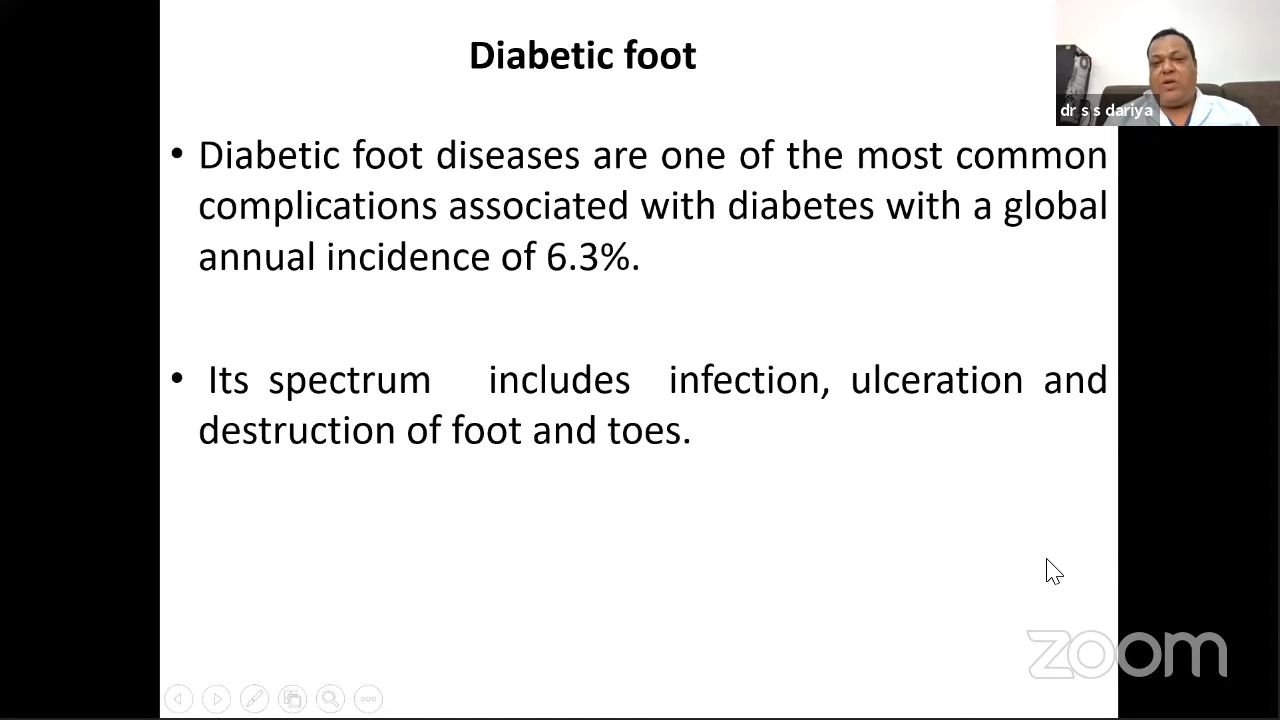 Diabetic foot
dr s s dariya
• Diabetic foot diseases are one of the most common
complications associated with diabetes with a global
annual incidence of 6.3%.
• Its spectrum includes infection, ulceration and
destruction of foot and toes.
zoom